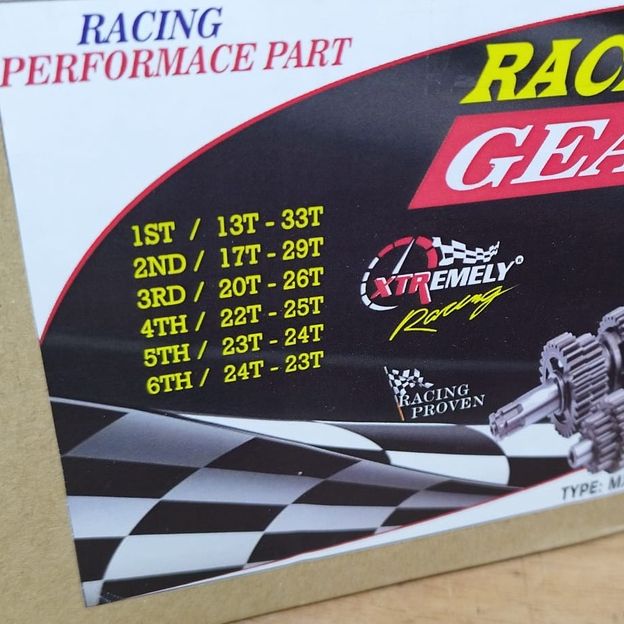 RACING
PERFORMACE PART
1ST / 13T - 33T
2ND / 17T - 29T
3RD / 20T - 26T
4TH / 22T - 25T
5TH / 23T - 24T
6TH / 24T - 23T
XTREMELY
Racing
RACING
PROVEN
TYPE: